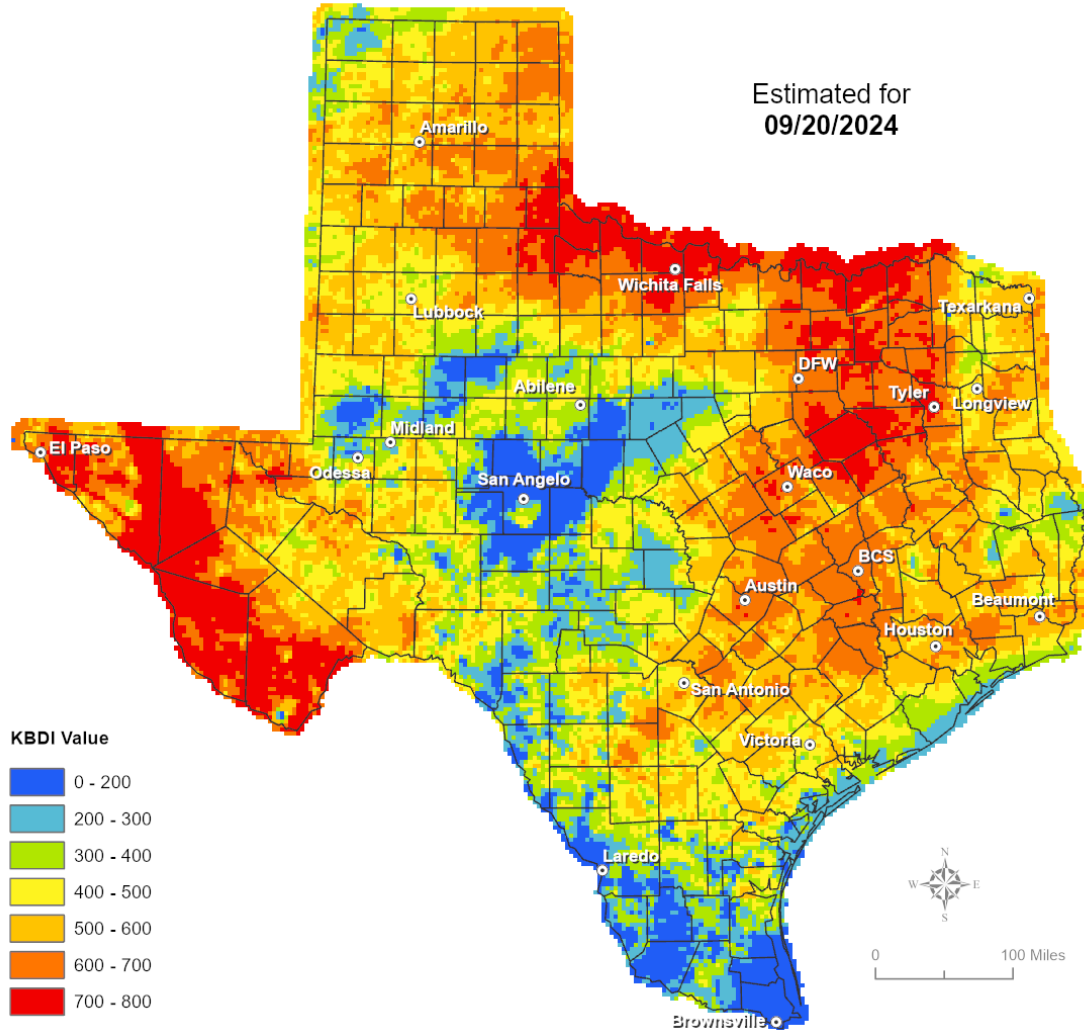 Estimated for
09/20/2024
Amarillo
Wichita Falls
Lubbock
Texarkana
DFW
Abilene
Tyler
Longview
Midland
El Paso
Odessa
San Angelo
Waco
BCS
Austin
Beaumont
Houston
San Antonio
Victoria
Laredo
Brownsville
KBDI Value
0 - 200
200 - 300
300 - 400
400 - 500
500 - 600
600 - 700
700 - 800
N
W E
S
0 100 Miles